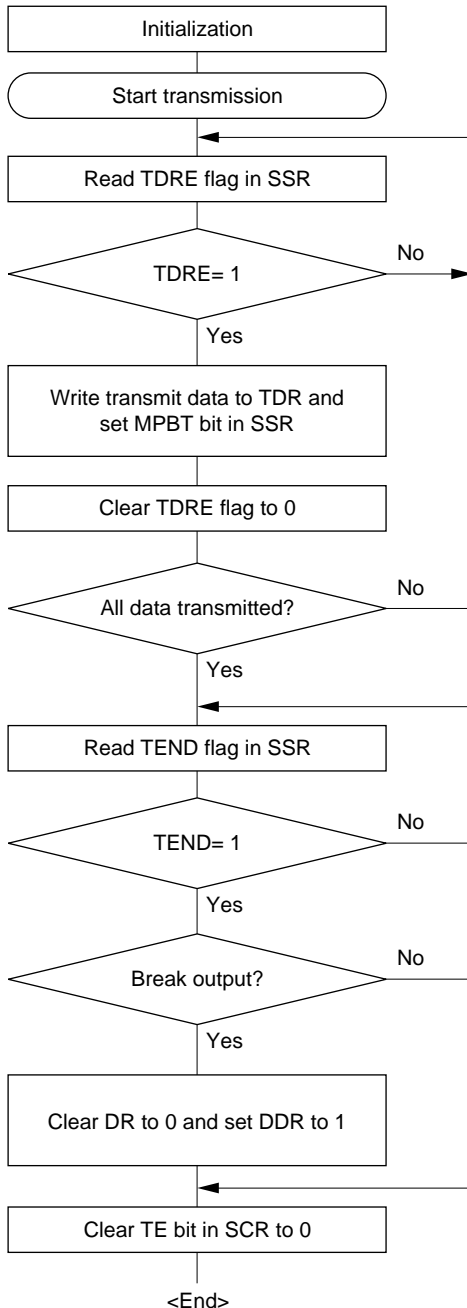 Initialization
Start transmission
Read TDRE flag in SSR
TDRE= 1
No
Yes
Write transmit data to TDR and
set MPBT bit in SSR
Clear TDRE flag to 0
All data transmitted?
No
Yes
Read TEND flag in SSR
TEND= 1
No
Yes
Break output?
No
Yes
Clear DR to 0 and set DDR to 1
Clear TE bit in SCR to 0
<End>